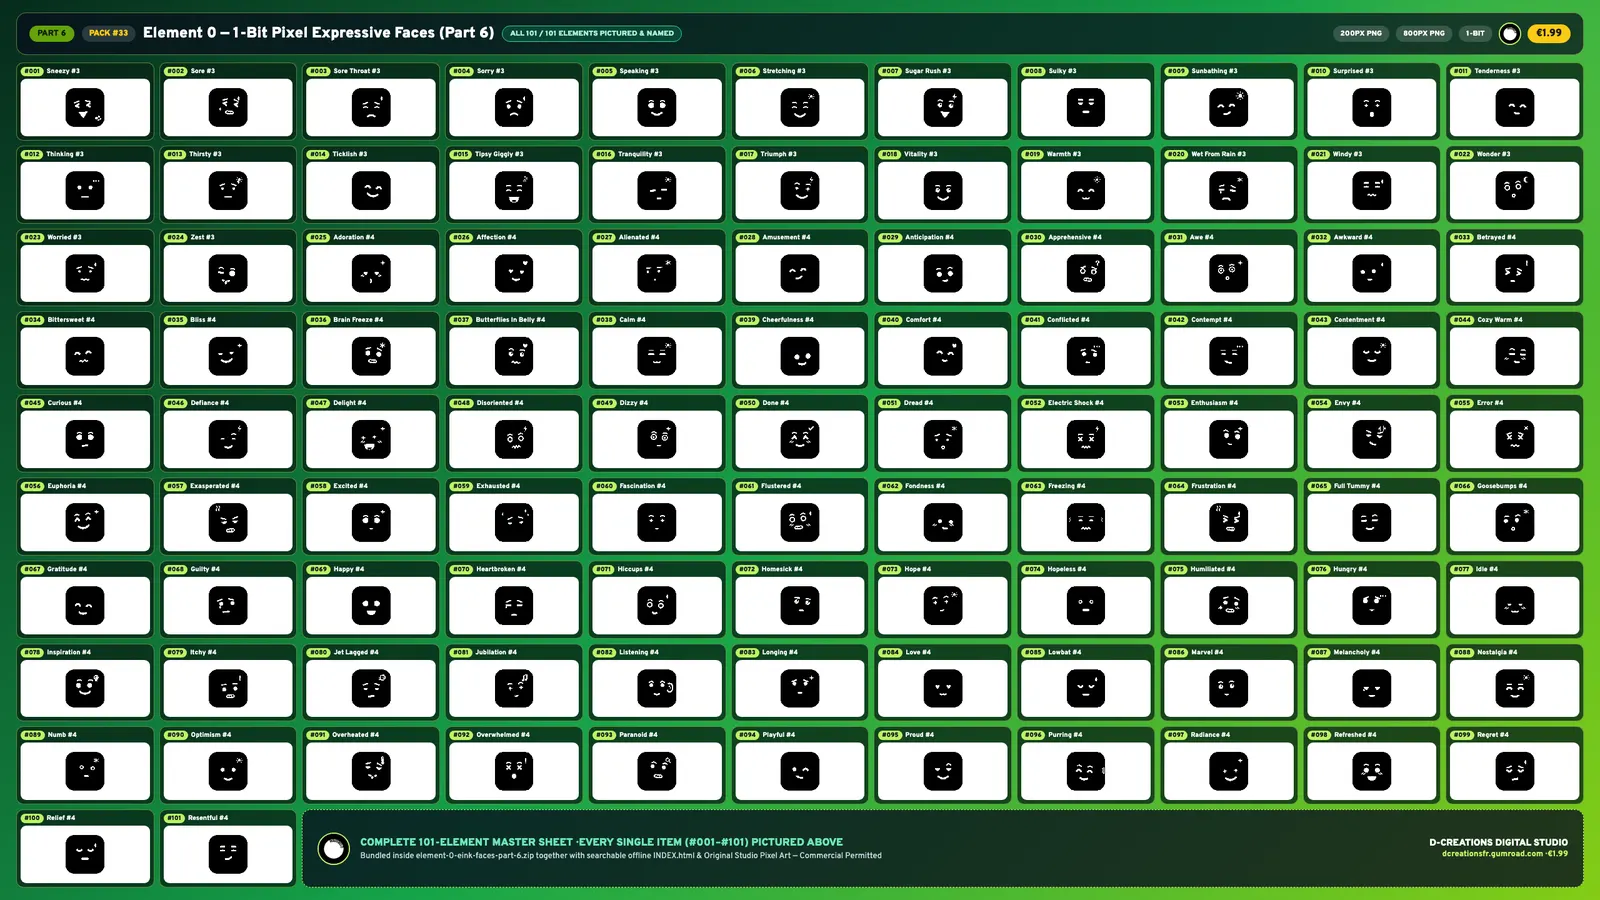 PART 6 PACK #33 Element 0 – 1-Bit Pixel Expressive Faces (Part 6) ALL 101 / 101 ELEMENTS PICTURED & NAMED 200PX PNG 800PX PNG 1-BIT €1.99
#001 Sneezy #3 #002 Sore #3 #003 Sore Throat #3 #004 Sorry #3 #005 Speaking #3 #006 Stretching #3 #007 Sugar Rush #3 #008 Sulky #3 #009 Sunbathing #3 #010 Surprised #3 #011 Tenderness #3
#012 Thinking #3 #013 Thirsty #3 #014 Ticklish #3 #015 Tipsy Giggly #3 #016 Tranquility #3 #017 Triumph #3 #018 Vitality #3 #019 Warmth #3 #020 Wet From Rain #3 #021 Windy #3 #022 Wonder #3
#023 Worried #3 #024 Zest #3 #025 Adoration #4 #026 Affection #4 #027 Alienated #4 #028 Amusement #4 #029 Anticipation #4 #030 Apprehensive #4 #031 Awe #4 #032 Awkward #4 #033 Betrayed #4
#034 Bittersweet #4 #035 Bliss #4 #036 Brain Freeze #4 #037 Butterflies In Belly #4 #038 Calm #4 #039 Cheerfulness #4 #040 Comfort #4 #041 Conflicted #4 #042 Contempt #4 #043 Contentment #4 #044 Cozy Warm #4
#045 Curious #4 #046 Defiance #4 #047 Delight #4 #048 Disoriented #4 #049 Dizzy #4 #050 Done #4 #051 Dread #4 #052 Electric Shock #4 #053 Enthusiasm #4 #054 Envy #4 #055 Error #4
#056 Euphoria #4 #057 Exasperated #4 #058 Excited #4 #059 Exhausted #4 #060 Fascination #4 #061 Flustered #4 #062 Fondness #4 #063 Freezing #4 #064 Frustration #4 #065 Full Tummy #4 #066 Goosebumps #4
#067 Gratitude #4 #068 Guilty #4 #069 Happy #4 #070 Heartbroken #4 #071 Hiccups #4 #072 Homesick #4 #073 Hope #4 #074 Hopeless #4 #075 Humiliated #4 #076 Hungry #4 #077 Idle #4
#078 Inspiration #4 #079 Itchy #4 #080 Jet Lagged #4 #081 Jubilation #4 #082 Listening #4 #083 Longing #4 #084 Love #4 #085 Lowbat #4 #086 Marvel #4 #087 Melancholy #4 #088 Nostalgia #4
#089 Numb #4 #090 Optimism #4 #091 Overheated #4 #092 Overwhelmed #4 #093 Paranoid #4 #094 Playful #4 #095 Proud #4 #096 Purring #4 #097 Radiance #4 #098 Refreshed #4 #099 Regret #4
#100 Relief #4 #101 Resentful #4
COMPLETE 101-ELEMENT MASTER SHEET · EVERY SINGLE ITEM (#001–#101) PICTURED ABOVE
Bundled inside element-0-eink-faces-part-6.zip together with searchable offline INDEX.html & Original Studio Pixel Art — Commercial Permitted
D-CREATIONS DIGITAL STUDIO
dcreationsfr.gumroad.com · €1.99